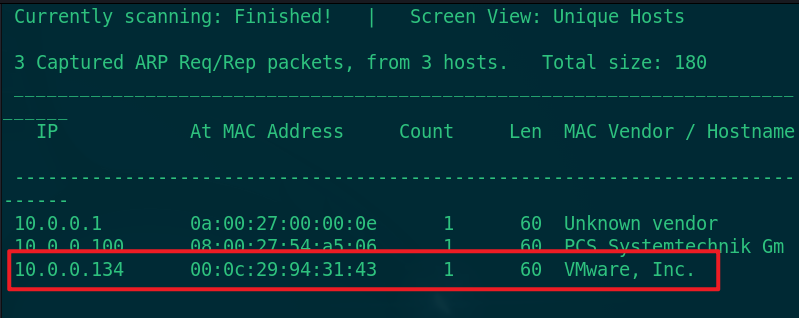 Currently scanning: Finished!   |   Screen View: Unique Hosts
3 Captured ARP Req/Rep packets, from 3 hosts.   Total size: 180
_____________________________________________________________________________
IP            At MAC Address     Count     Len  MAC Vendor / Hostname
-----------------------------------------------------------------------------
10.0.0.1        0a:00:27:00:00:0e      1      60  Unknown vendor
10.0.0.100      08:00:27:54:a5:06      1      60  PCS Systemtechnik Gm
10.0.0.134      00:0c:29:94:31:43      1      60  VMware, Inc.